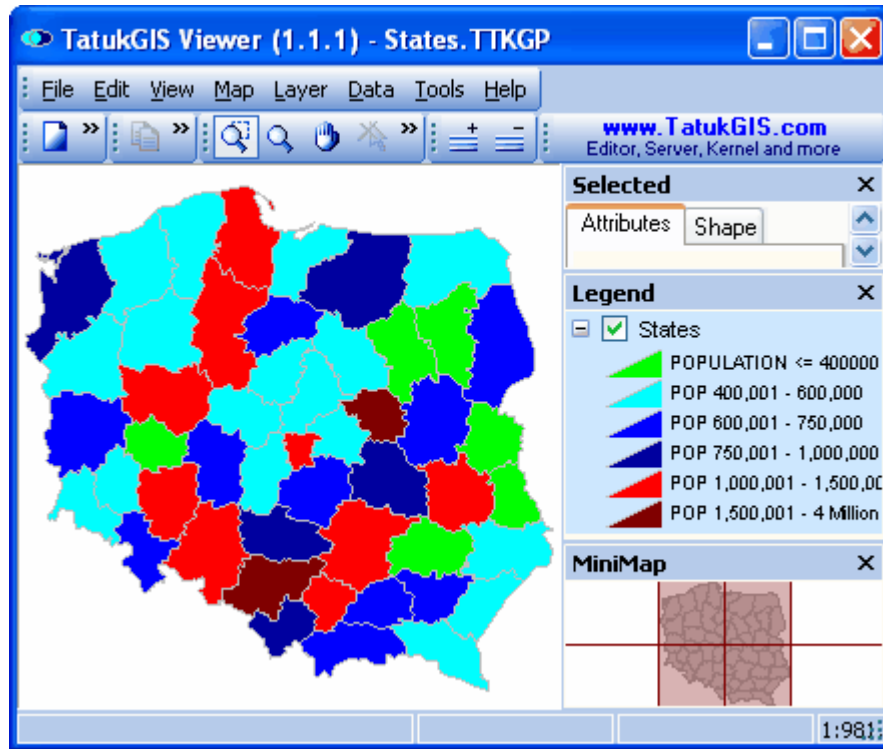 TatukGIS Viewer (1.1.1) - States.TTKGP
File Edit View Map Layer Data Tools Help
www.TatukGIS.com
Editor, Server, Kernel and more
Selected
Attributes Shape
Legend
States
POPULATION <= 400000
POP 400,001 - 600,000
POP 600,001 - 750,000
POP 750,001 - 1,000,000
POP 1,000,001 - 1,500,00
POP 1,500,001 - 4 Million
MiniMap
1:981